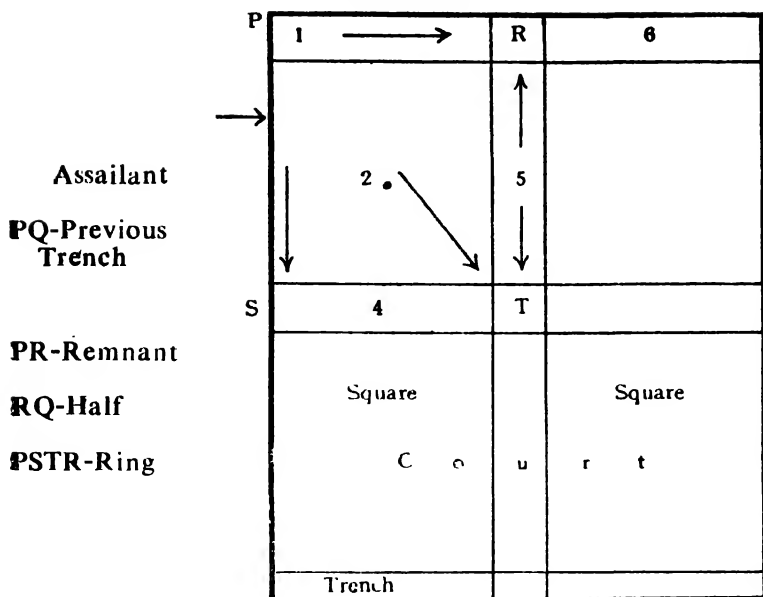 P 1 R 6
Assailant 2 5
PQ-Previous
Trench
S 4 T
PR-Remnant
Square Square
RQ-Half
PSTR-Ring C o u r t
Trench